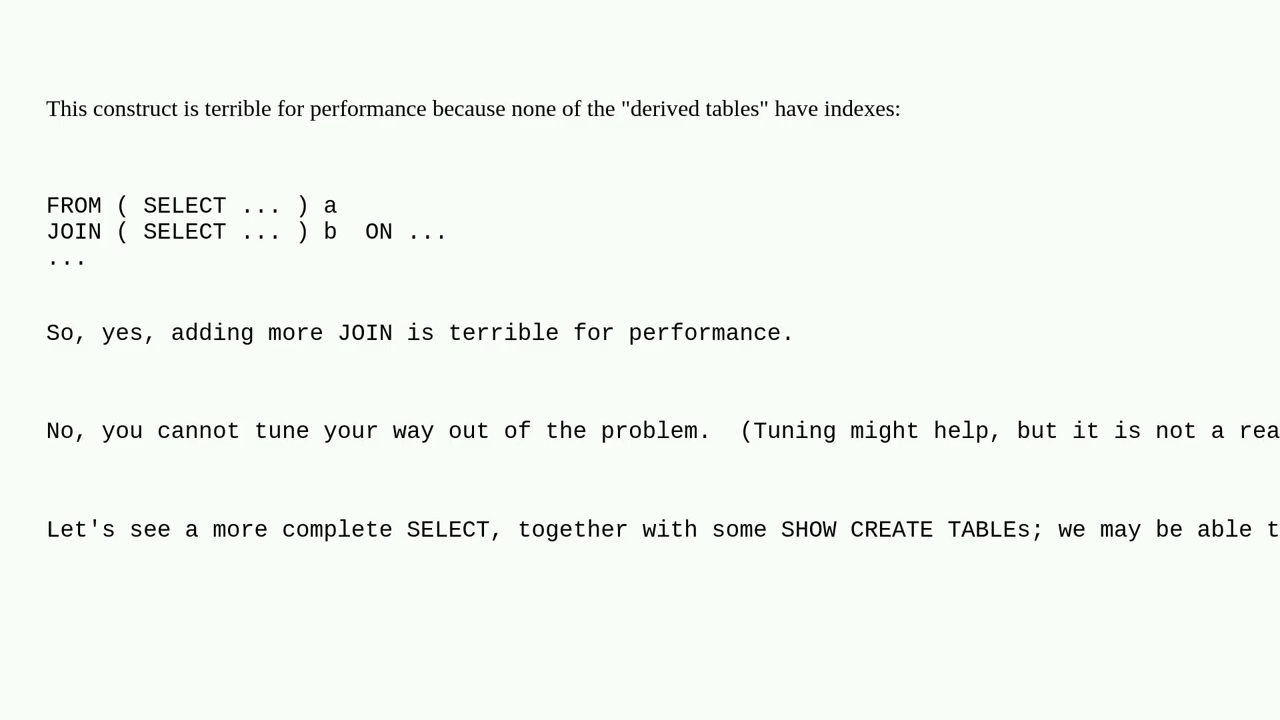 This construct is terrible for performance because none of the "derived tables" have indexes:
FROM ( SELECT ... ) a
JOIN ( SELECT ... ) b  ON ...
...
So, yes, adding more JOIN is terrible for performance.
No, you cannot tune your way out of the problem.  (Tuning might help, but it is not a
Let's see a more complete SELECT, together with some SHOW CREATE TABLEs; we may be able